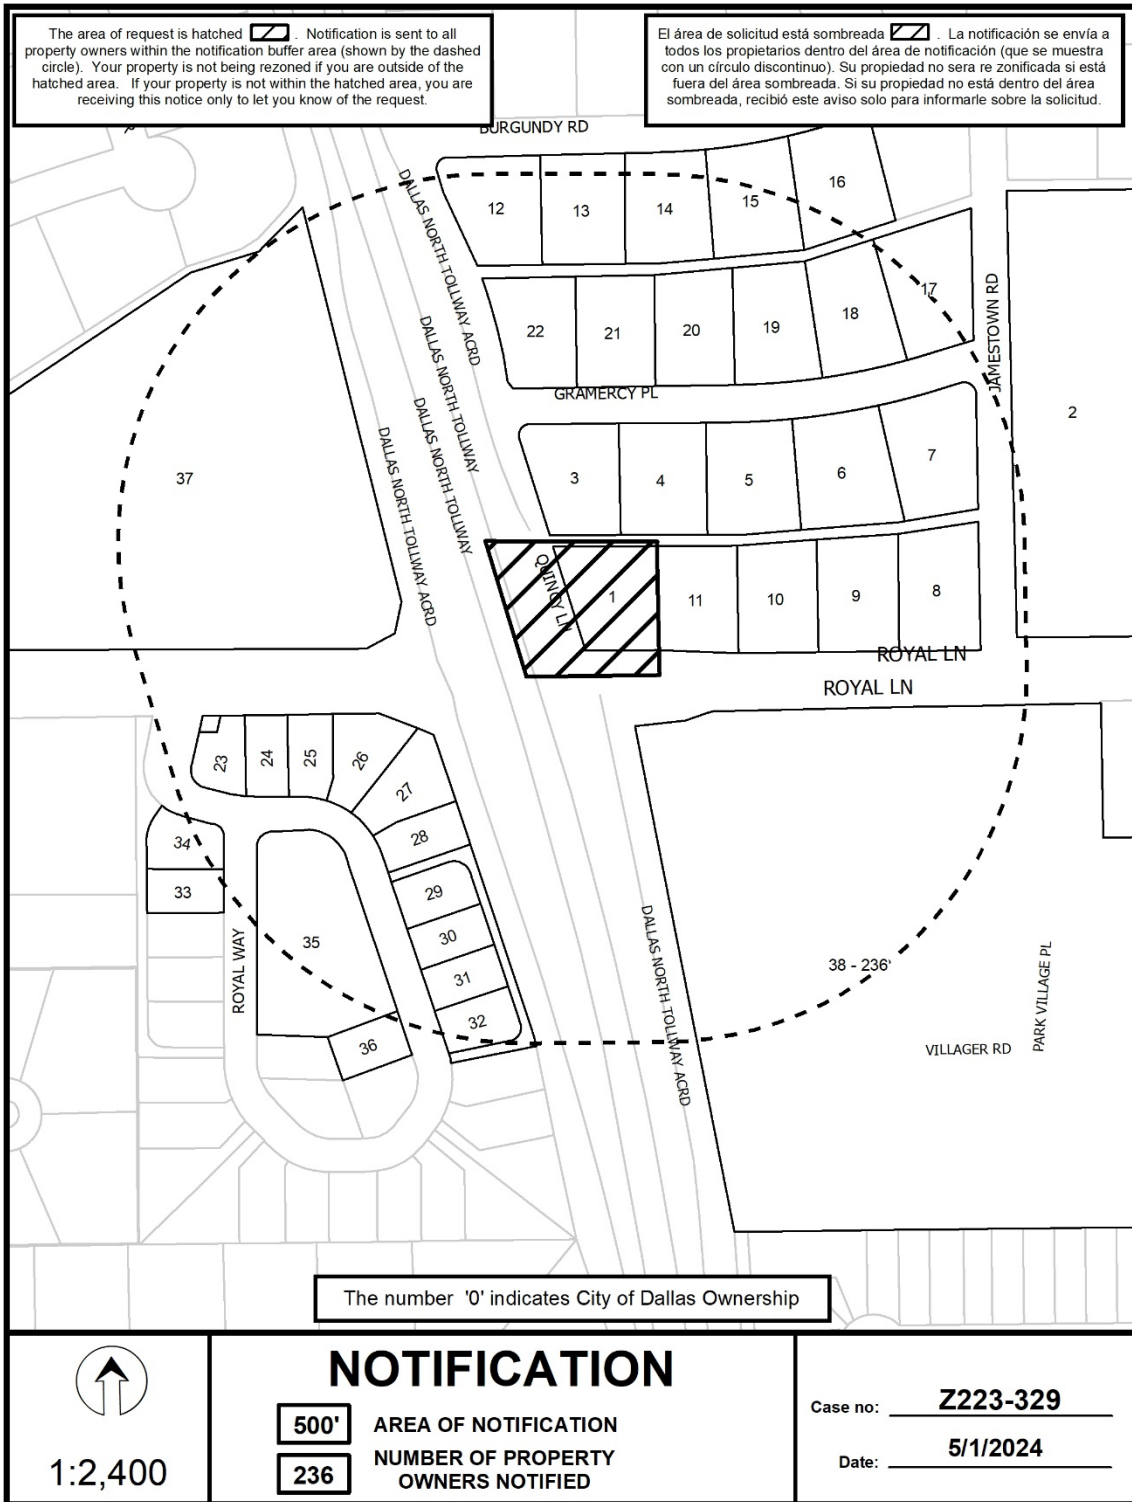 The area of request is hatched . Notification is sent to all
property owners within the notification buffer area (shown by the dashed
circle). Your property is not being rezoned if you are outside of the
hatched area. If your property is not within the hatched area, you are
receiving this notice only to let you know of the request.
El área de solicitud está sombreada . La notificación se envía a
todos los propietarios dentro del área de notificación (que se muestra
con un círculo discontinuo). Su propiedad no sera re zonificada si está
fuera del área sombreada. Si su propiedad no está dentro del área
sombreada, recibió este aviso solo para informarle sobre la solicitud.
BURGUNDY RD
DALLAS NORTH TOLLWAY ACRD
12
13
14
15
16
17
JAMESTOWN RD
22
21
20
19
18
DALLAS NORTH TOLLWAY
GRAMERCY PL
2
DALLAS NORTH TOLLWAY
DALLAS NORTH TOLLWAY ACRD
37
3
4
5
6
7
QUINCY LN
1
11
10
9
8
ROYAL LN
ROYAL LN
23
24
25
26
27
28
34
33
29
30
31
32
35
36
ROYAL WAY
DALLAS NORTH TOLLWAY ACRD
38 - 236
PARK VILLAGE PL
VILLAGER RD
The number '0' indicates City of Dallas Ownership
1:2,400
NOTIFICATION
500' AREA OF NOTIFICATION
236 NUMBER OF PROPERTY
OWNERS NOTIFIED
Case no: Z223-329
Date: 5/1/2024